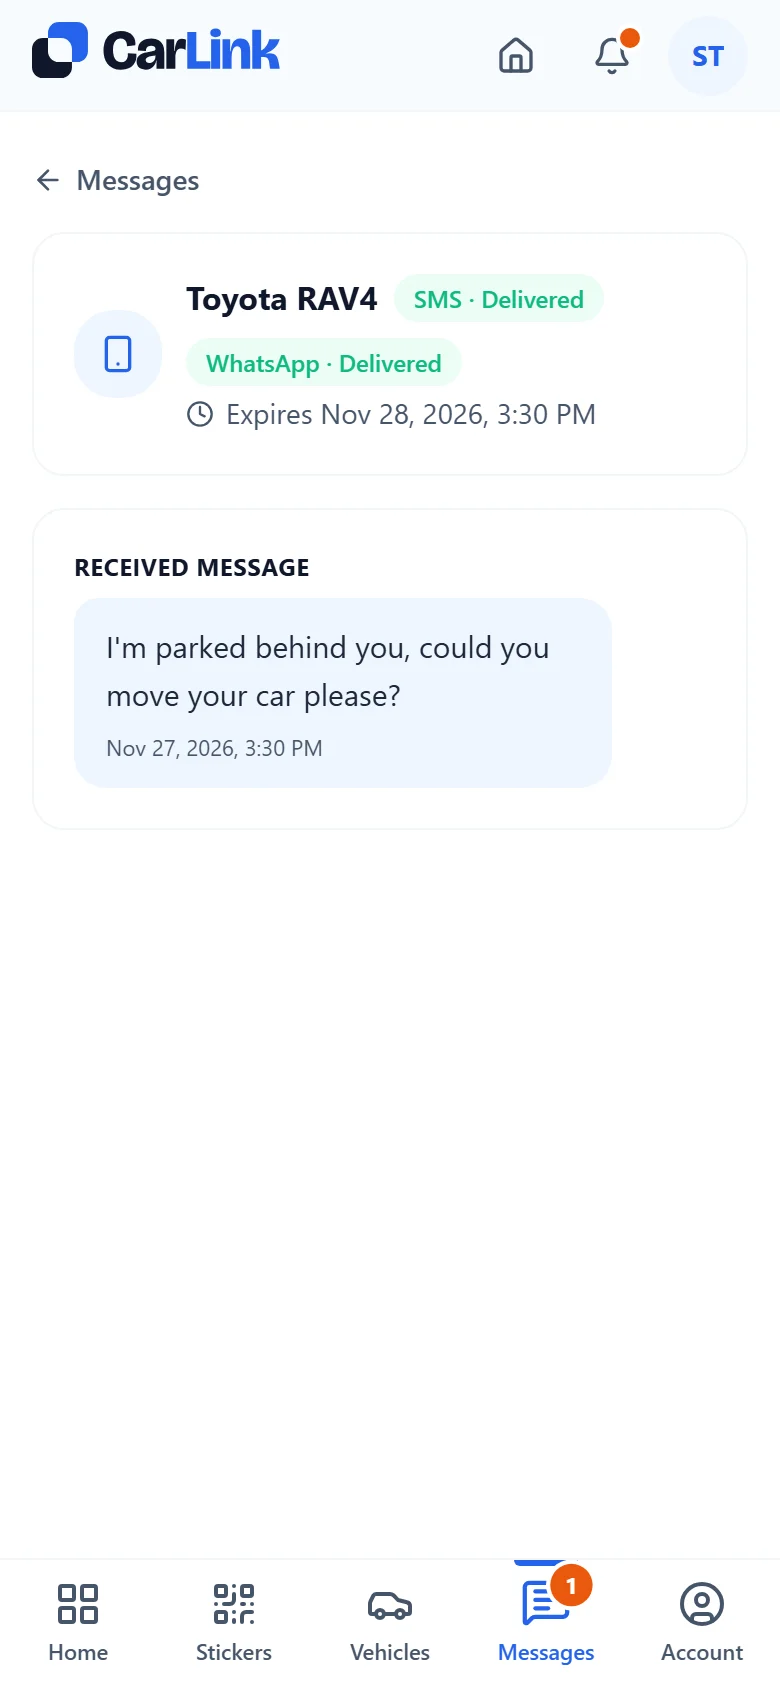 CarLink
ST
Messages
Toyota RAV4
SMS · Delivered
WhatsApp · Delivered
Expires Nov 28, 2026, 3:30 PM
RECEIVED MESSAGE
I'm parked behind you, could you
move your car please?
Nov 27, 2026, 3:30 PM
1
Home
Stickers
Vehicles
Messages
Account